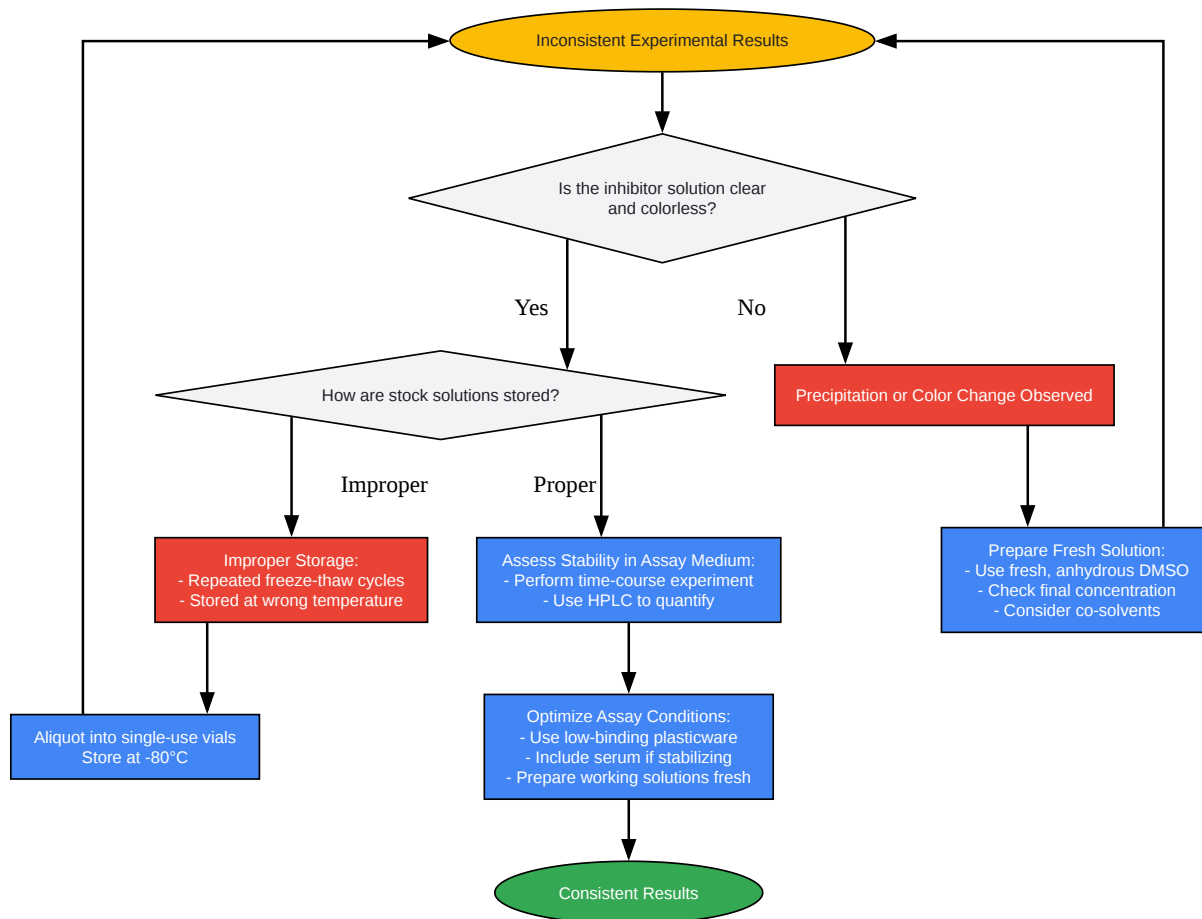 Inconsistent Experimental Results
Is the inhibitor solution clear
and colorless?
Yes
No
How are stock solutions stored?
Precipitation or Color Change Observed
Improper
Proper
Improper Storage:
- Repeated freeze-thaw cycles
- Stored at wrong temperature
Assess Stability in Assay Medium:
- Perform time-course experiment
- Use HPLC to quantify
Prepare Fresh Solution:
- Use fresh, anhydrous DMSO
- Check final concentration
- Consider co-solvents
Aliquot into single-use vials
Store at -80°C
Optimize Assay Conditions:
- Use low-binding plasticware
- Include serum if stabilizing
- Prepare working solutions fresh
Consistent Results